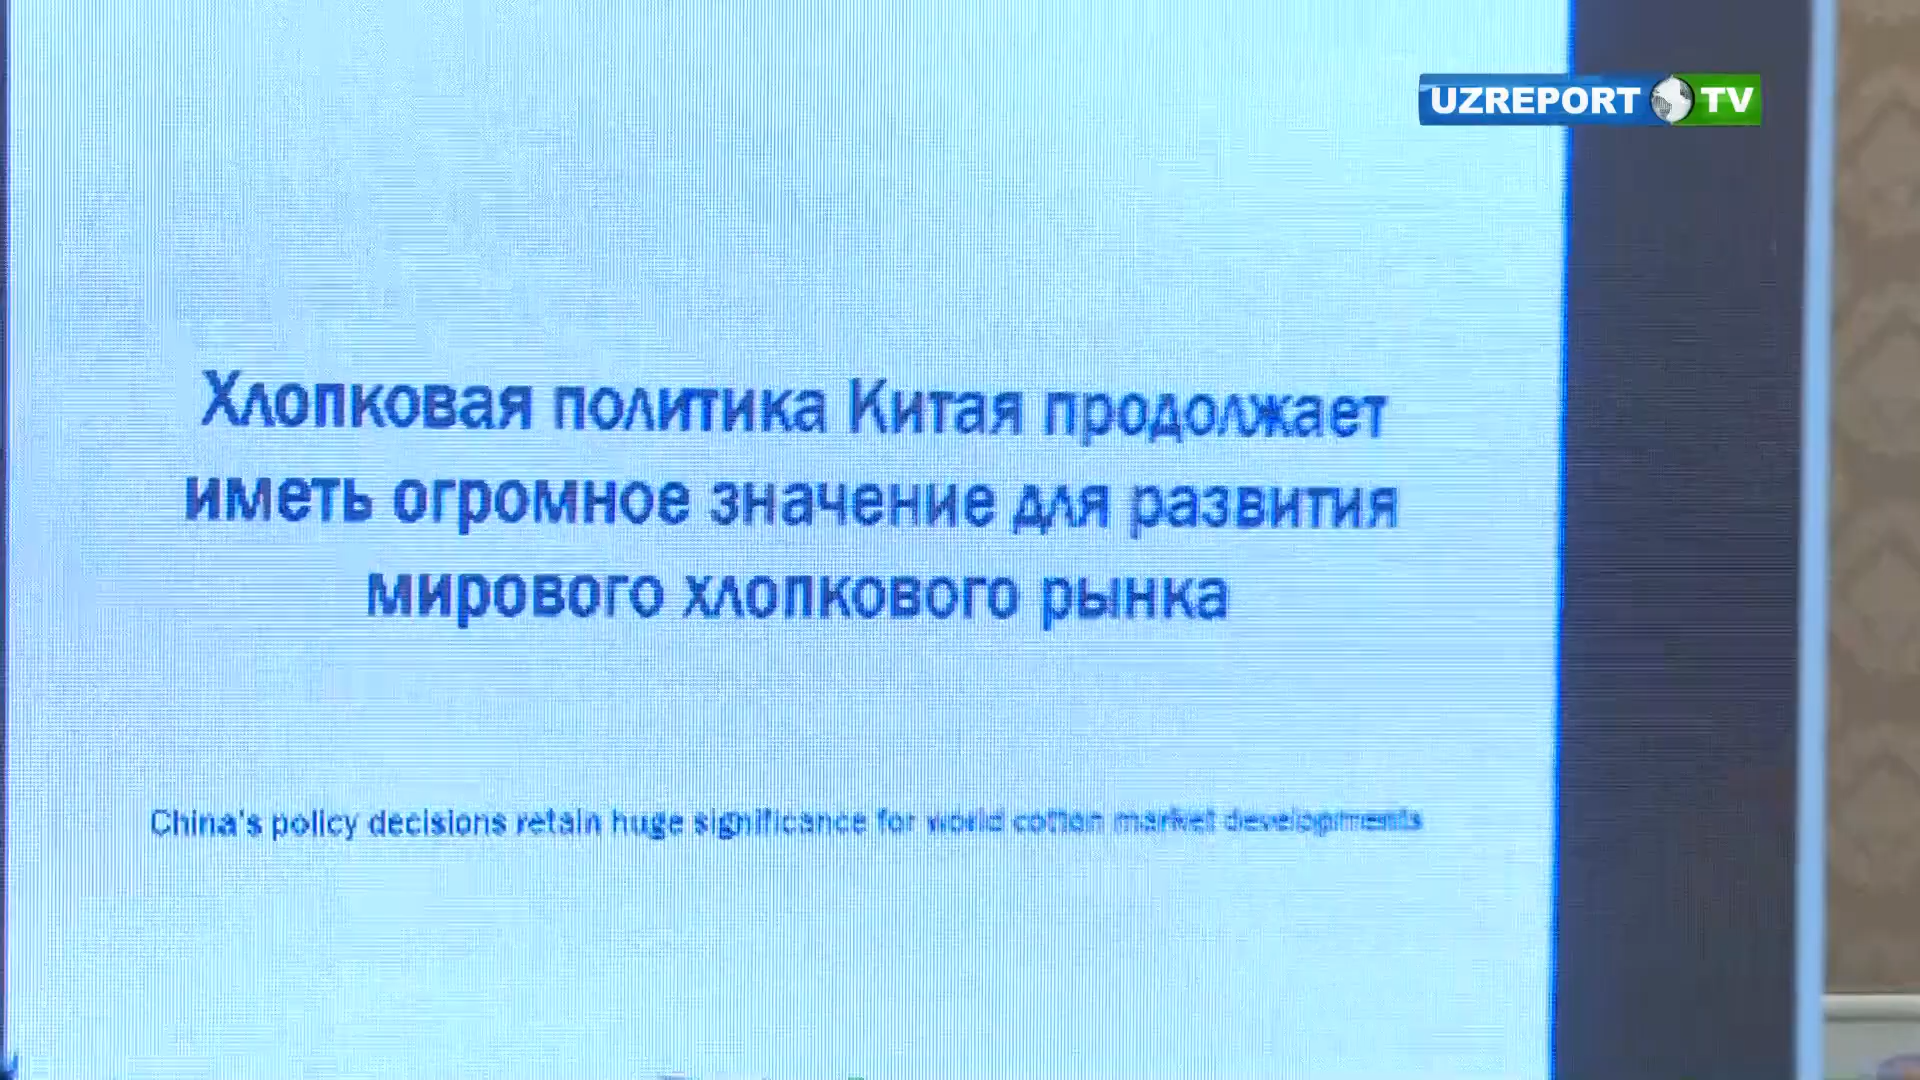 UZREPORT TV
Хлопковая политика Китая продолжает
иметь огромное значение для развития
мирового хлопкового рынка
China's policy decisions retain huge significance for world cotton market developments